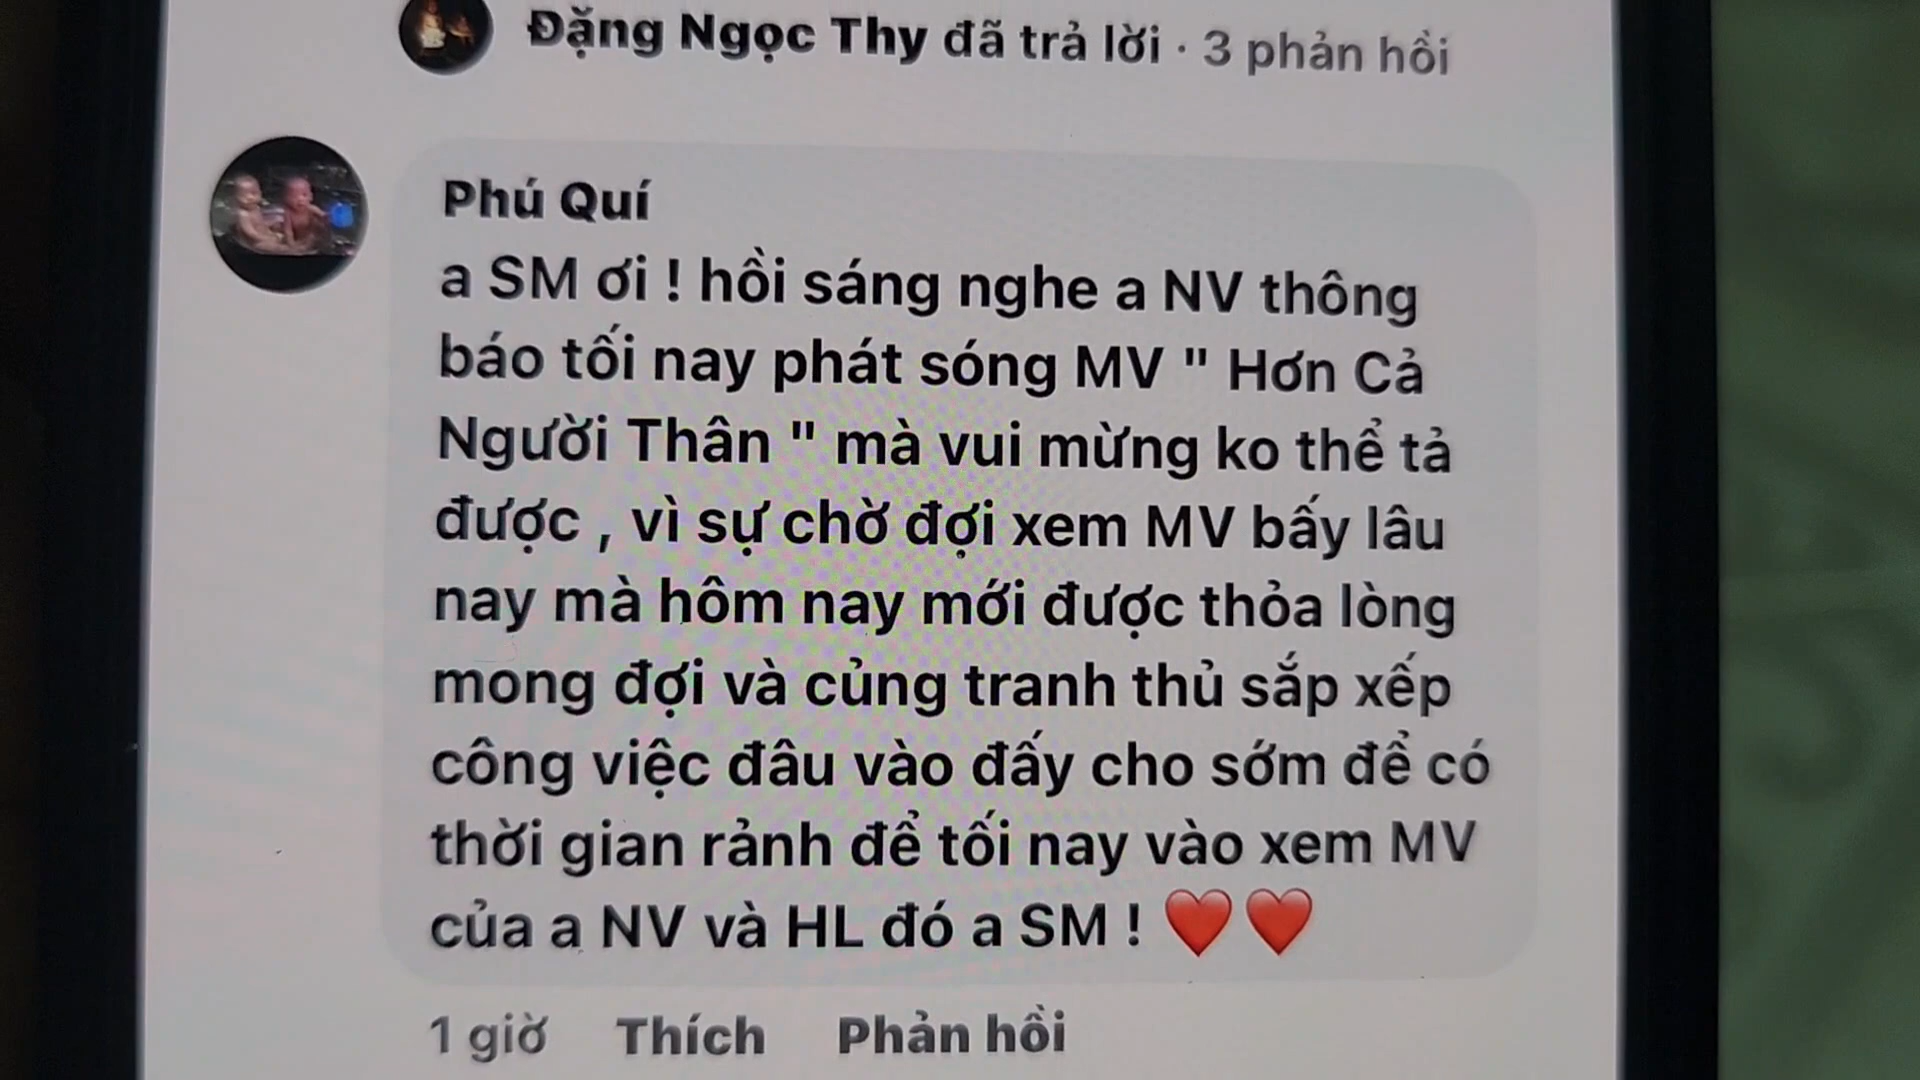 Đặng Ngọc Thy đã trả lời · 3 phản hồi
Phú Quí
a SM ơi ! hồi sáng nghe a NV thông
báo tối nay phát sóng MV " Hơn Cả
Người Thân " mà vui mừng ko thể tả
được , vì sự chờ đợi xem MV bấy lâu
nay mà hôm nay mới được thỏa lòng
mong đợi và củng tranh thủ sắp xếp
công việc đâu vào đấy cho sớm để có
thời gian rảnh để tối nay vào xem MV
của a NV và HL đó a SM ! ❤️❤️
1 giờ Thích Phản hồi